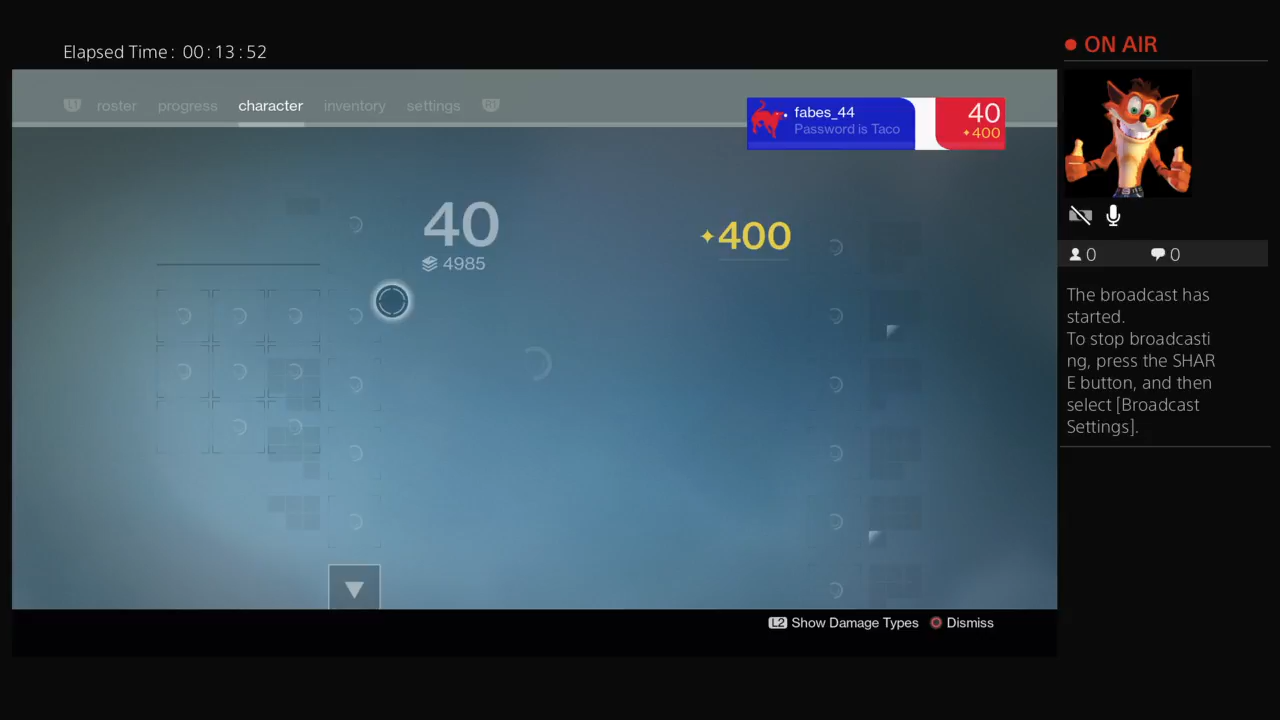 Elapsed Time: 00:13:52
ON AIR
L1 roster progress character inventory settings R1
fabes_44
Password is Taco
40
400
40
4985
400
0 0
The broadcast has
started.
To stop broadcasti
ng, press the SHAR
E button, and then
select [Broadcast
Settings].
L2 Show Damage Types Dismiss